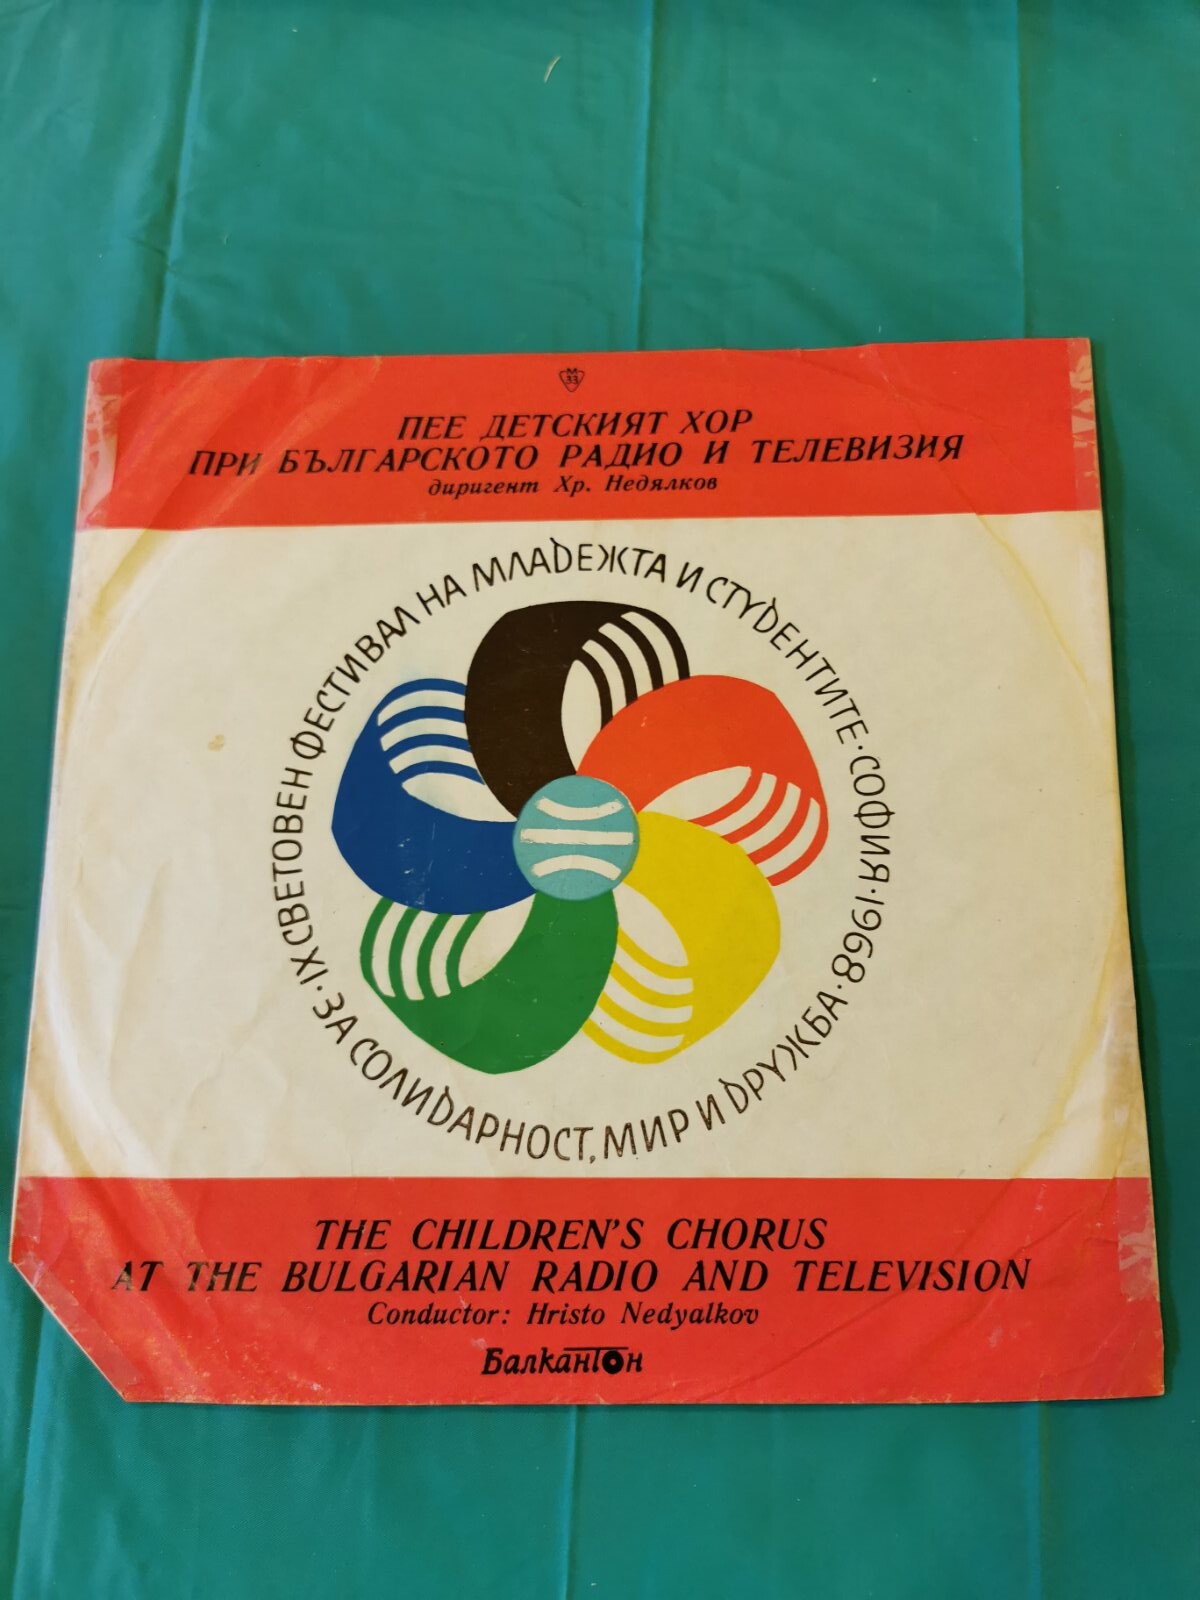 М
33
ПЕЕ ДЕТСКИЯТ ХОР
ПРИ БЪЛГАРСКОТО РАДИО И ТЕЛЕВИЗИЯ
диригент Хр. Недялков
IX СВЕТОВЕН ФЕСТИВАЛ НА МЛАДЕЖТА И СТУДЕНТИТЕ · СОФИЯ · 1968 ·
ЗА СОЛИДАРНОСТ, МИР И ДРУЖБА ·
THE CHILDREN'S CHORUS
AT THE BULGARIAN RADIO AND TELEVISION
Conductor: Hristo Nedyalkov
Балкантон